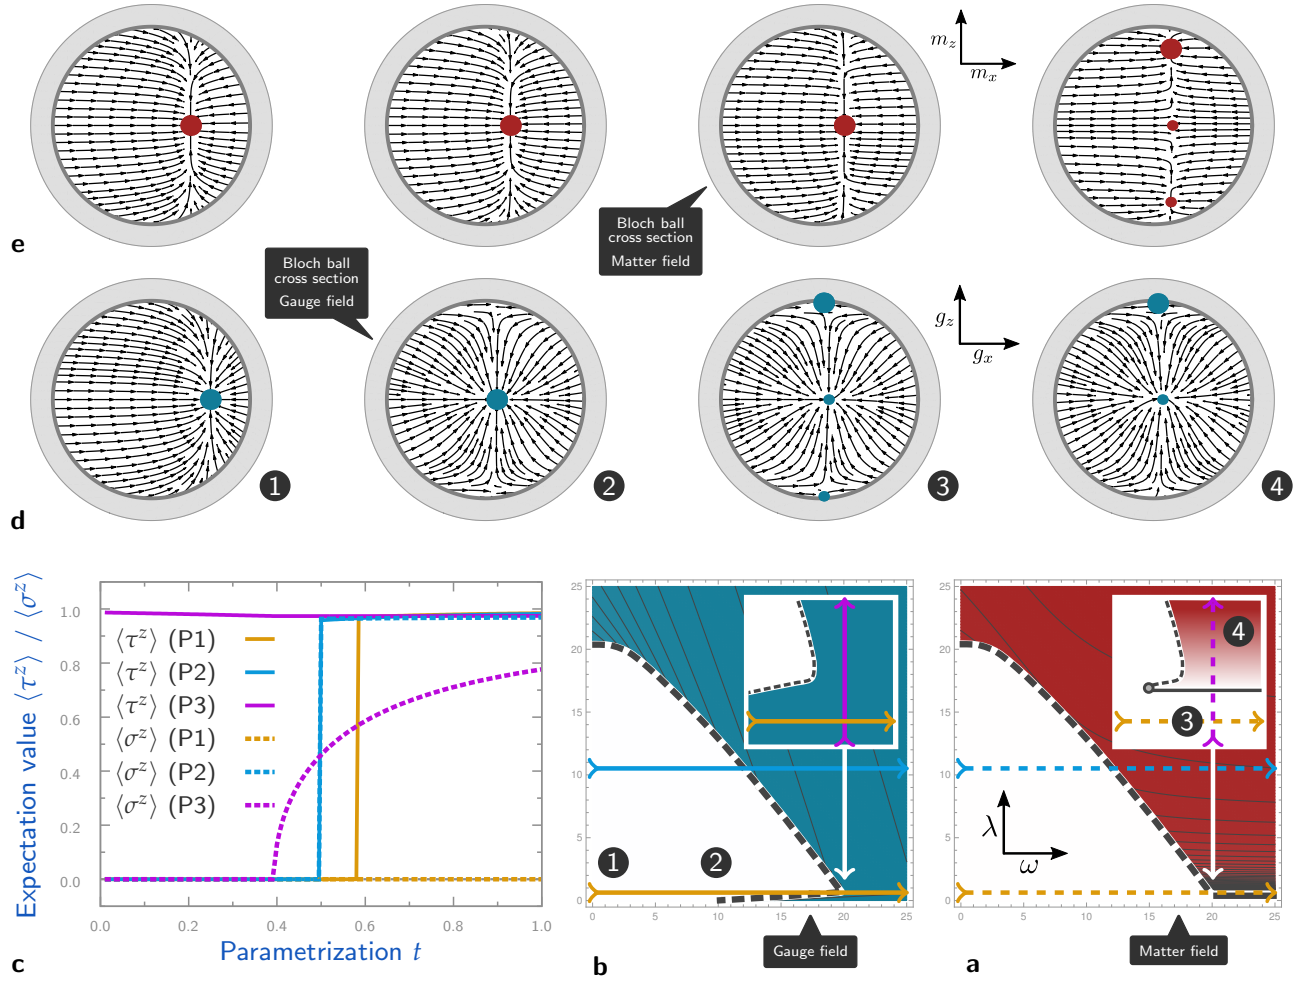 m_z
m_x
e
Bloch ball
cross section
Matter field
Bloch ball
cross section
Gauge field
g_z
g_x
1
2
3
4
d
Expectation value ⟨τ^z⟩ / ⟨σ^z⟩
1.0
0.8
0.6
0.4
0.2
0.0
⟨τ^z⟩ (P1)
⟨τ^z⟩ (P2)
⟨τ^z⟩ (P3)
⟨σ^z⟩ (P1)
⟨σ^z⟩ (P2)
⟨σ^z⟩ (P3)
0.0 0.2 0.4 0.6 0.8 1.0
Parametrization t
c
25
20
15
10
5
0
1
2
0 5 10 15 20 25
Gauge field
b
25
20
15
10
5
0
4
3
λ
ω
0 5 10 15 20 25
Matter field
a